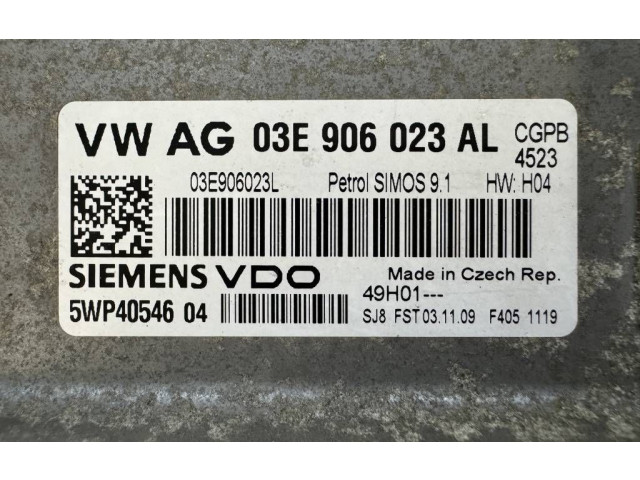 VW AG 03E 906 023 AL CGPB
4523
03E906023L Petrol SIMOS 9.1 HW: H04
SIEMENS VDO Made in Czech Rep.
49H01---
5WP40546 04 SJ8 FST 03.11.09 F405 1119